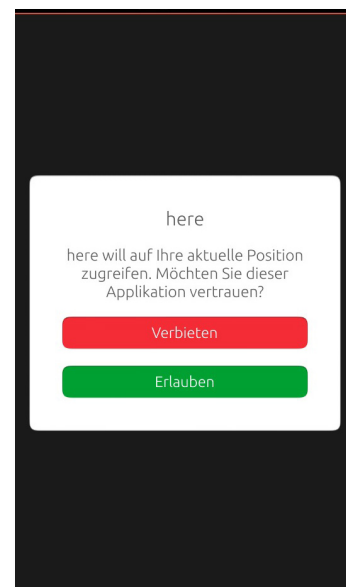 here
here will auf Ihre aktuelle Position
zugreifen. Möchten Sie dieser
Applikation vertrauen?
Verbieten
Erlauben